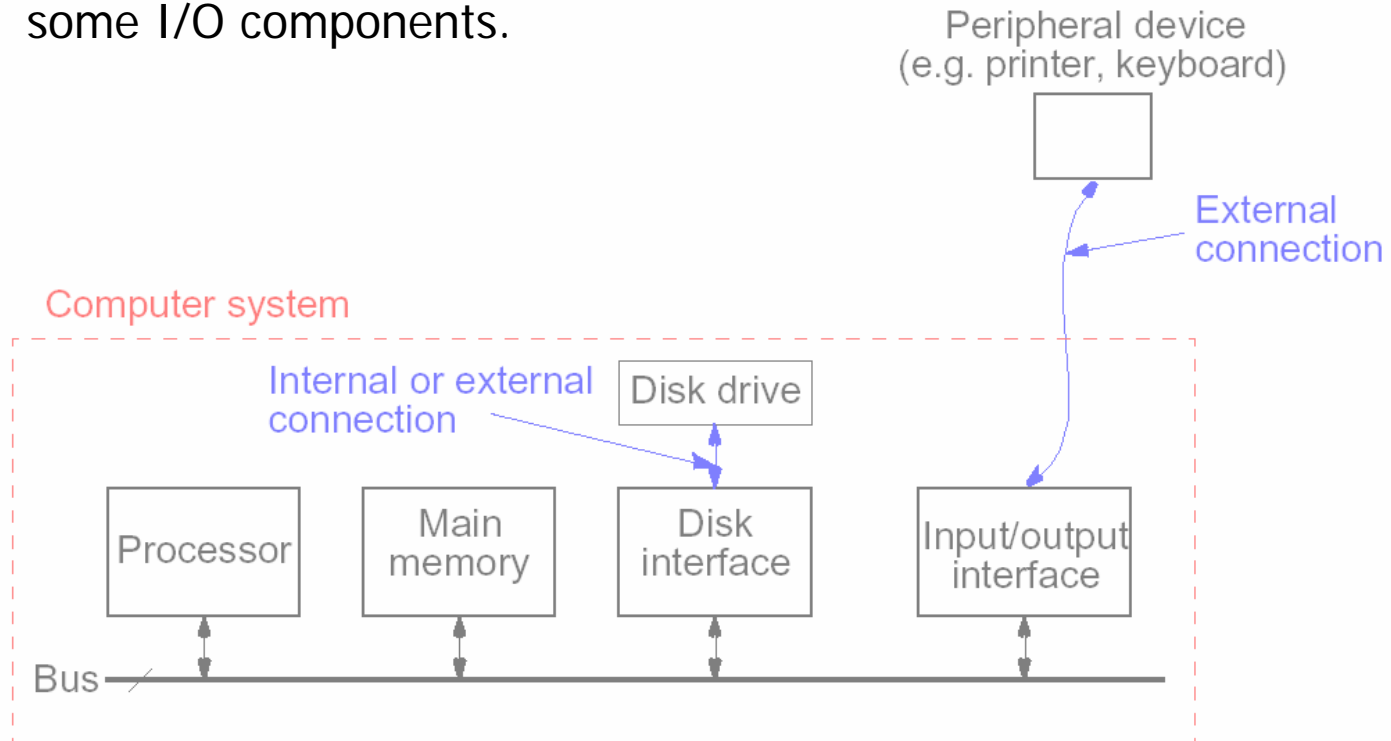 some I/O components.
Peripheral device
(e.g. printer, keyboard)
External
connection
Computer system
Internal or external
connection
Disk drive
Processor
Main
memory
Disk
interface
Input/output
interface
Bus